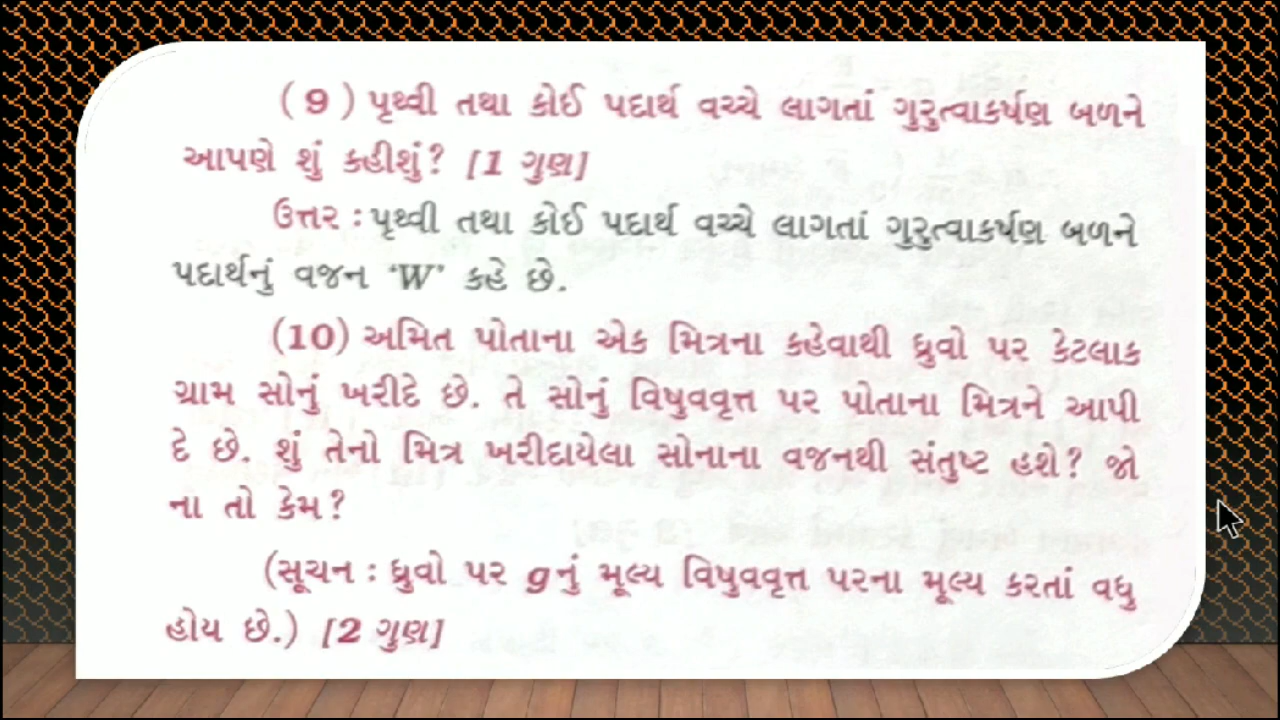 (9) પૃથ્વી તથા કોઈ પદાર્થ વચ્ચે લાગતાં ગુરુત્વાકર્ષણ બળને
આપણે શું કહીશું? [1 ગુણ]
ઉત્તર : પૃથ્વી તથા કોઈ પદાર્થ વચ્ચે લાગતાં ગુરુત્વાકર્ષણ બળને
પદાર્થનું વજન 'W' કહે છે.
(10) અમિત પોતાના એક મિત્રના કહેવાથી ધ્રુવો પર કેટલાક
ગ્રામ સોનું ખરીદે છે. તે સોનું વિષુવવૃત્ત પર પોતાના મિત્રને આપી
દે છે. શું તેનો મિત્ર ખરીદાયેલા સોનાના વજનથી સંતુષ્ટ હશે? જો
ના તો કેમ?
(સૂચન : ધ્રુવો પર gનું મૂલ્ય વિષુવવૃત્ત પરના મૂલ્ય કરતાં વધુ
હોય છે.) [2 ગુણ]